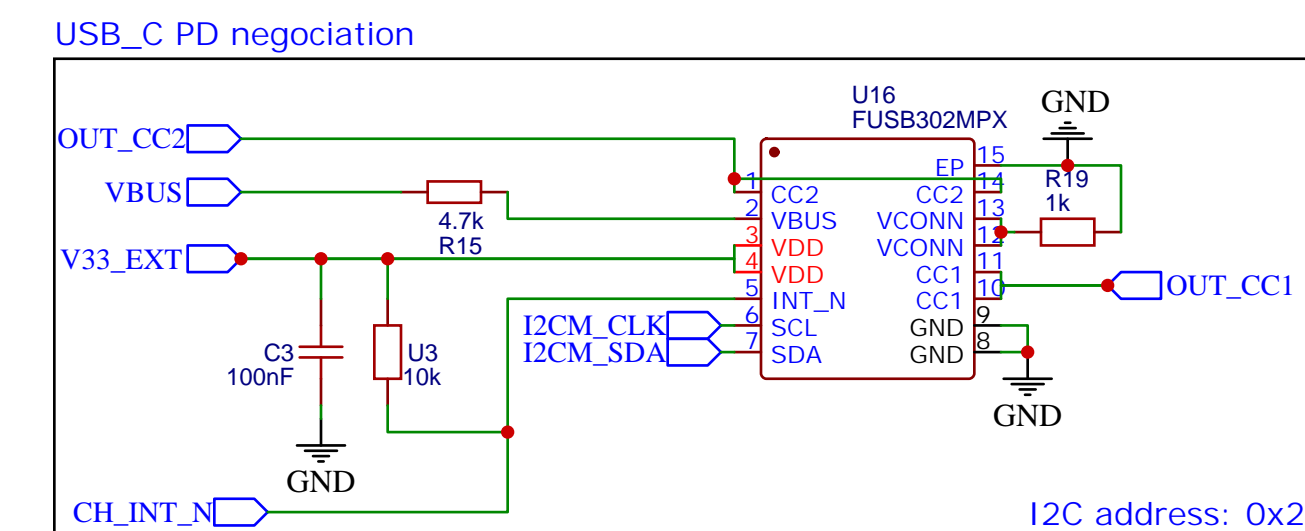 USB_C PD negociation
U16
FUSB302MPX
GND
OUT_CC2
VBUS
4.7k
R15
V33_EXT
1 CC2
2 VBUS
3 VDD
4 VDD
5 INT_N
6 SCL
7 SDA
EP 15
CC2 14
VCONN 13
VCONN 12
CC1 11
CC1 10
GND 9
GND 8
R19
1k
OUT_CC1
I2CM_CLK
I2CM_SDA
C3
100nF
U3
10k
GND
GND
CH_INT_N
I2C address: 0x2